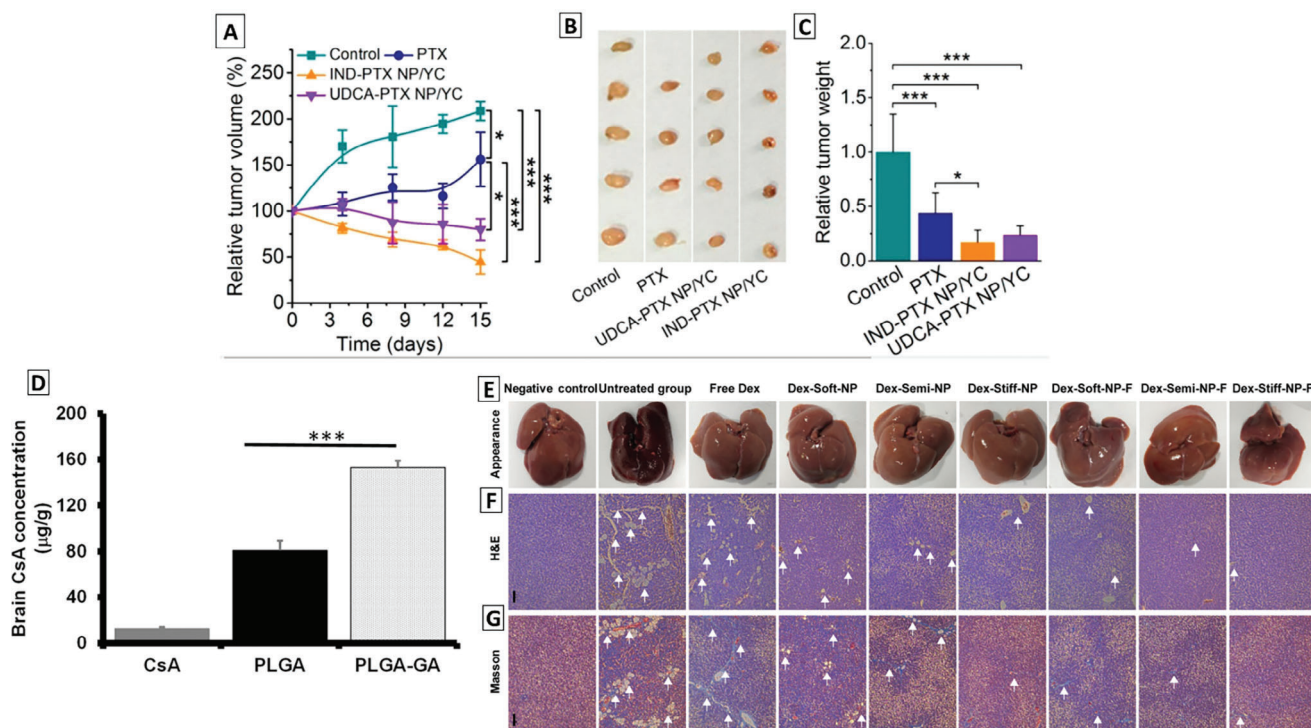 A
Control PTX
IND-PTX NP/YC
UDCA-PTX NP/YC
Relative tumor volume (%)
250
200
150
100
50
0
0 3 6 9 12 15
Time (days)
*
*
***
***
***
B
Control
PTX
UDCA-PTX NP/YC
IND-PTX NP/YC
C
Relative tumor weight
2.0
1.5
1.0
0.5
0.0
***
***
***
*
Control
PTX
IND-PTX NP/YC
UDCA-PTX NP/YC
D
Brain CsA concentration
(µg/g)
200
160
120
80
40
0
***
CsA PLGA PLGA-GA
E
Negative control Untreated group Free Dex Dex-Soft-NP Dex-Semi-NP Dex-Stiff-NP Dex-Soft-NP-F Dex-Semi-NP-F Dex-Stiff-NP-F
Appearance
F
H&E
G
Masson